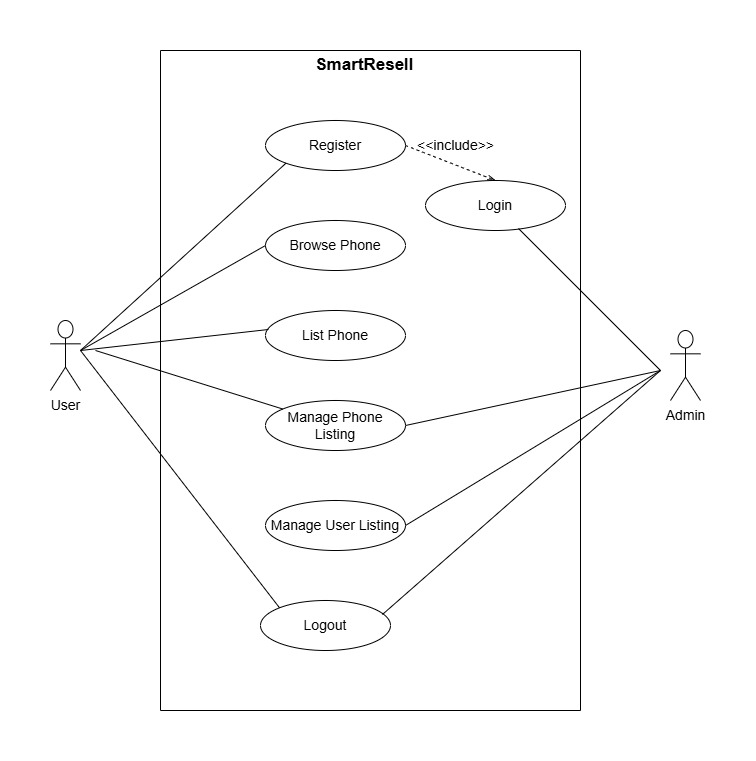 SmartResell
Register
<<include>>
Login
Browse Phone
List Phone
User
Manage Phone
Listing
Admin
Manage User Listing
Logout